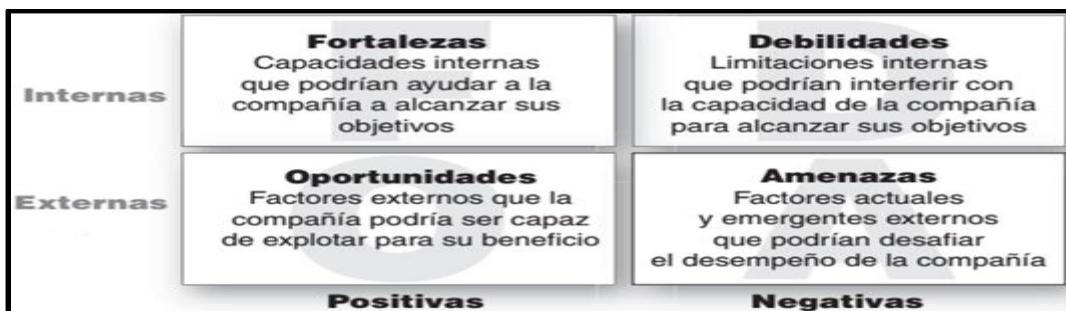 Fortalezas
Capacidades internas
que podrían ayudar a la
compañía a alcanzar sus
objetivos
Debilidades
Limitaciones internas
que podrían interferir con
la capacidad de la compañía
para alcanzar sus objetivos
Internas
Oportunidades
Factores externos que la
compañía podría ser capaz
de explotar para su beneficio
Amenazas
Factores actuales
y emergentes externos
que podrían desafiar
el desempeño de la compañía
Externas
Positivas
Negativas
F
D
O
A